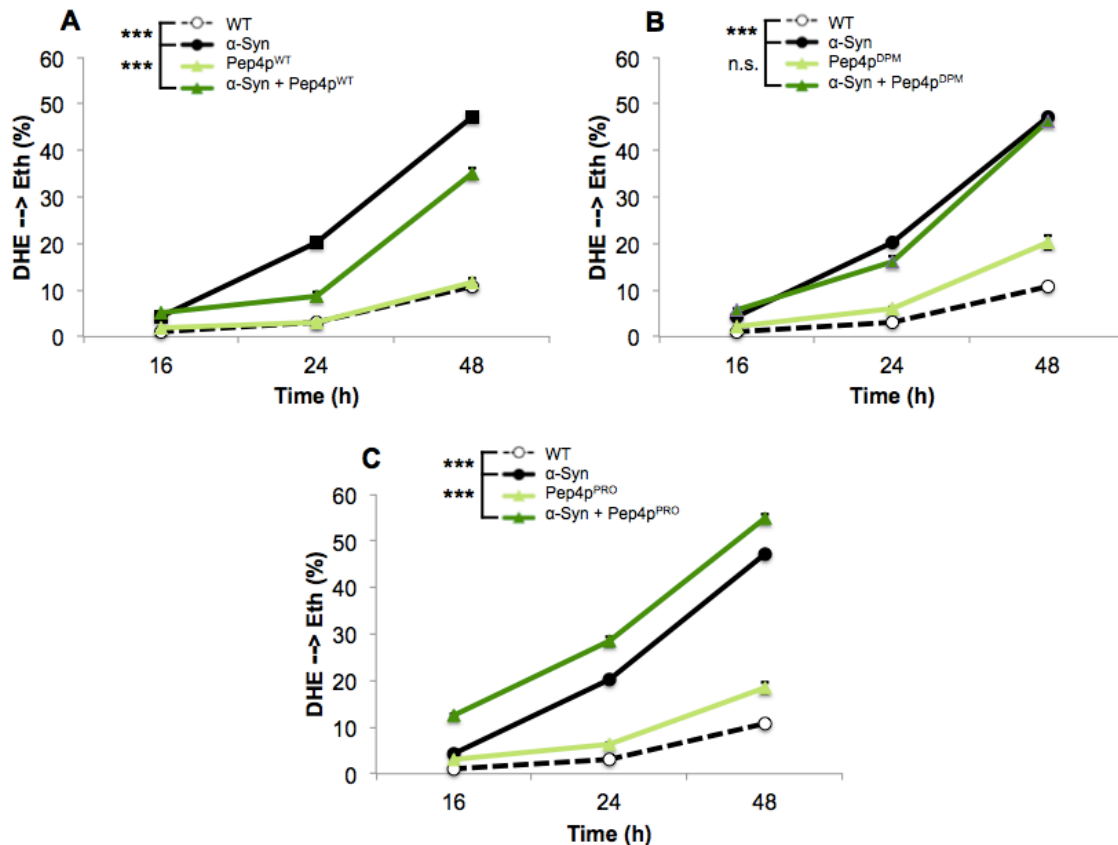 A
WT
*** α-Syn
*** Pep4pWT
α-Syn + Pep4pWT
DHE --> Eth (%)
60
50
40
30
20
10
0
16 24 48
Time (h)
B
WT
*** α-Syn
n.s. Pep4pDPM
α-Syn + Pep4pDPM
DHE --> Eth (%)
60
50
40
30
20
10
0
16 24 48
Time (h)
C
WT
*** α-Syn
*** Pep4pPRO
α-Syn + Pep4pPRO
DHE --> Eth (%)
60
50
40
30
20
10
0
16 24 48
Time (h)